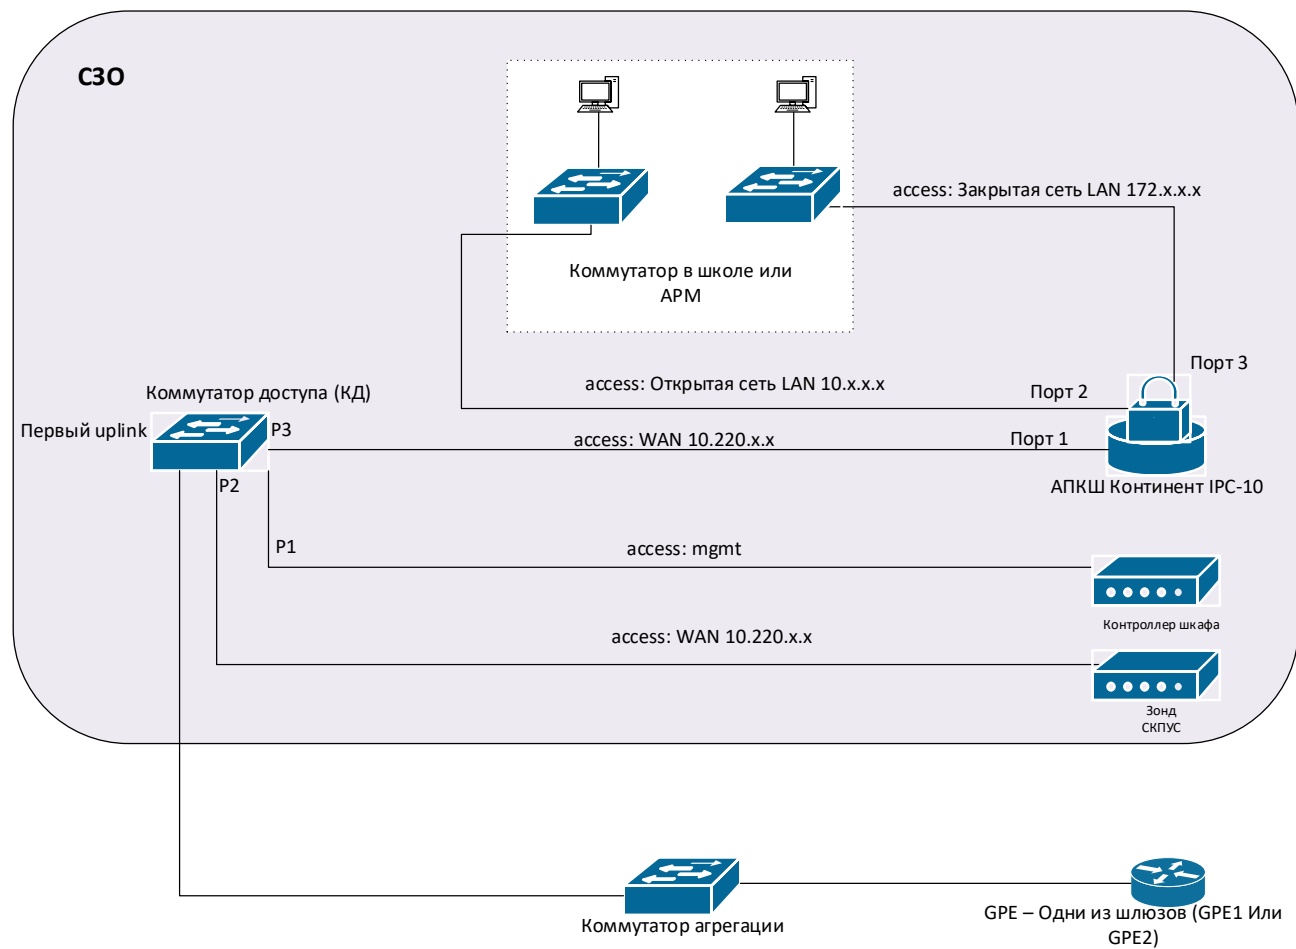 СЗО
access: Закрытая сеть LAN 172.x.x.x
Коммутатор в школе или
АРМ
Порт 3
access: Открытая сеть LAN 10.x.x.x
Порт 2
Коммутатор доступа (КД)
Первый uplink
P3
access: WAN 10.220.x.x
Порт 1
P2
АПКШ Континент IPC-10
P1
access: mgmt
Контроллер шкафа
access: WAN 10.220.x.x
Зонд
СКПУС
Коммутатор агрегации
GPE – Одни из шлюзов (GPE1 Или
GPE2)